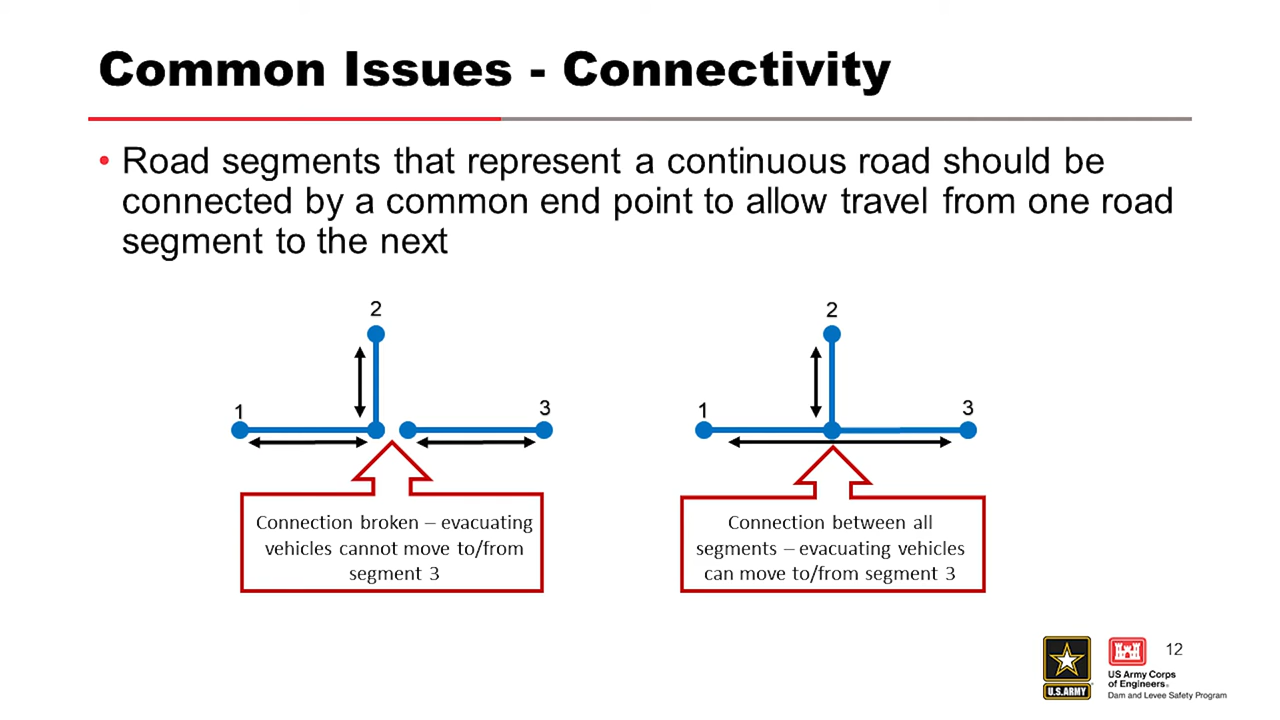 Common Issues - Connectivity
• Road segments that represent a continuous road should be
connected by a common end point to allow travel from one road
segment to the next
2
1
3
Connection broken – evacuating
vehicles cannot move to/from
segment 3
2
1
3
Connection between all
segments – evacuating vehicles
can move to/from segment 3
U.S.ARMY
US Army Corps
of Engineers®
Dam and Levee Safety Program
12